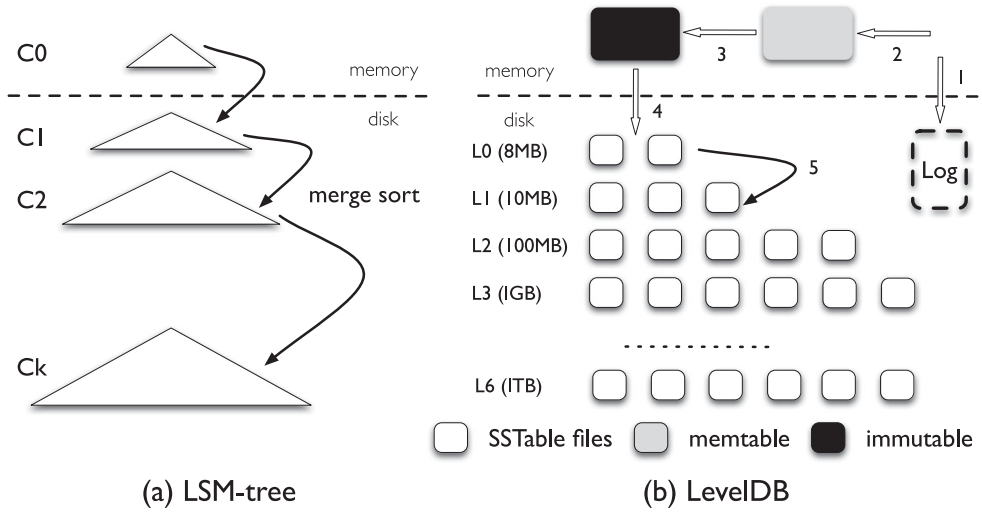 C0
memory
disk
C1
C2
merge sort
Ck
(a) LSM-tree
3
2
1
memory
disk
4
L0 (8MB)
5
Log
L1 (10MB)
L2 (100MB)
L3 (1GB)
L6 (1TB)
SSTable files
memtable
immutable
(b) LevelDB